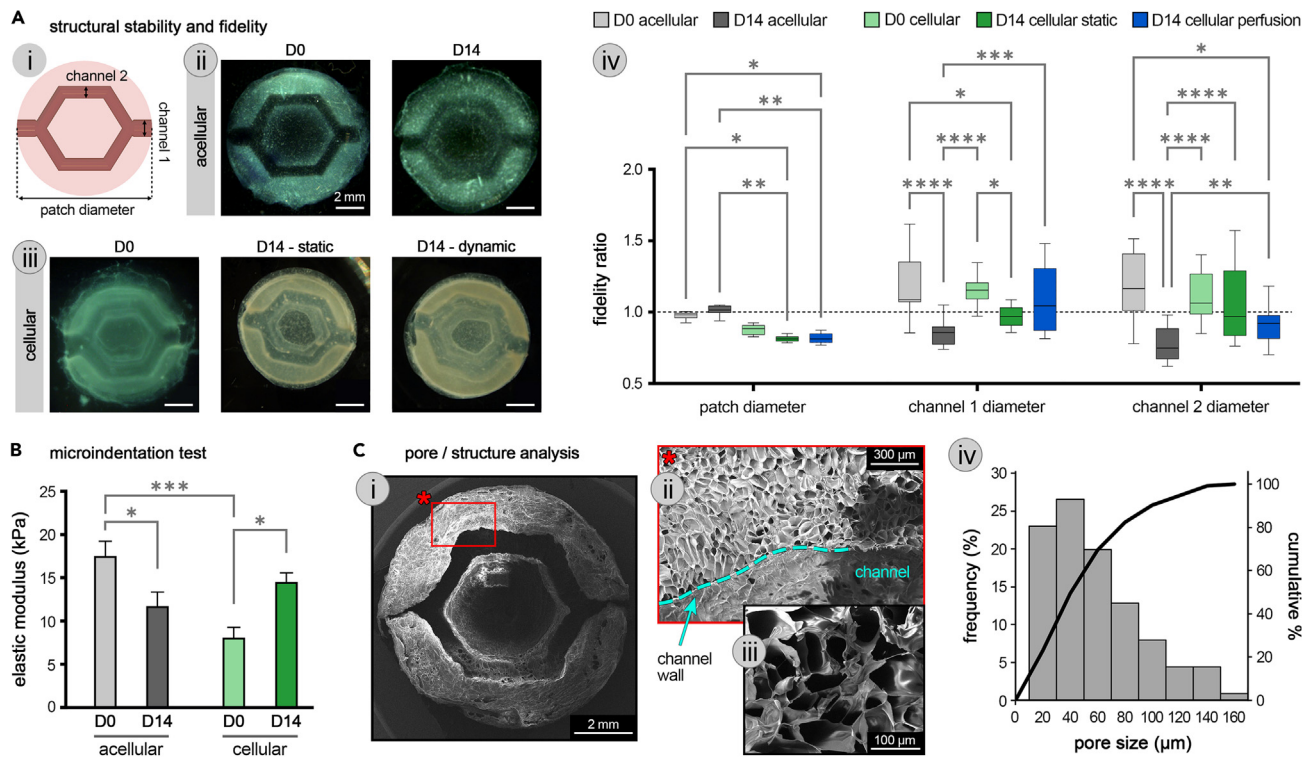 A
structural stability and fidelity
i
channel 2
channel 1
patch diameter
ii
acellular
D0
D14
2 mm
iii
cellular
D0
D14 - static
D14 - dynamic
iv
D0 acellular
D14 acellular
D0 cellular
D14 cellular static
D14 cellular perfusion
fidelity ratio
2.0
1.5
1.0
0.5
*
**
*
**
***
*
****
****
*
*
****
****
****
**
patch diameter
channel 1 diameter
channel 2 diameter
B
microindentation test
elastic modulus (kPa)
25
20
15
10
5
0
***
*
*
D0 D14 D0 D14
acellular cellular
C
pore / structure analysis
i
*
2 mm
ii
*
300 µm
channel
channel
wall
iii
100 µm
iv
frequency (%)
30
25
20
15
10
5
0
cumulative %
100
80
60
40
20
0
0 20 40 60 80 100 120 140 160
pore size (µm)